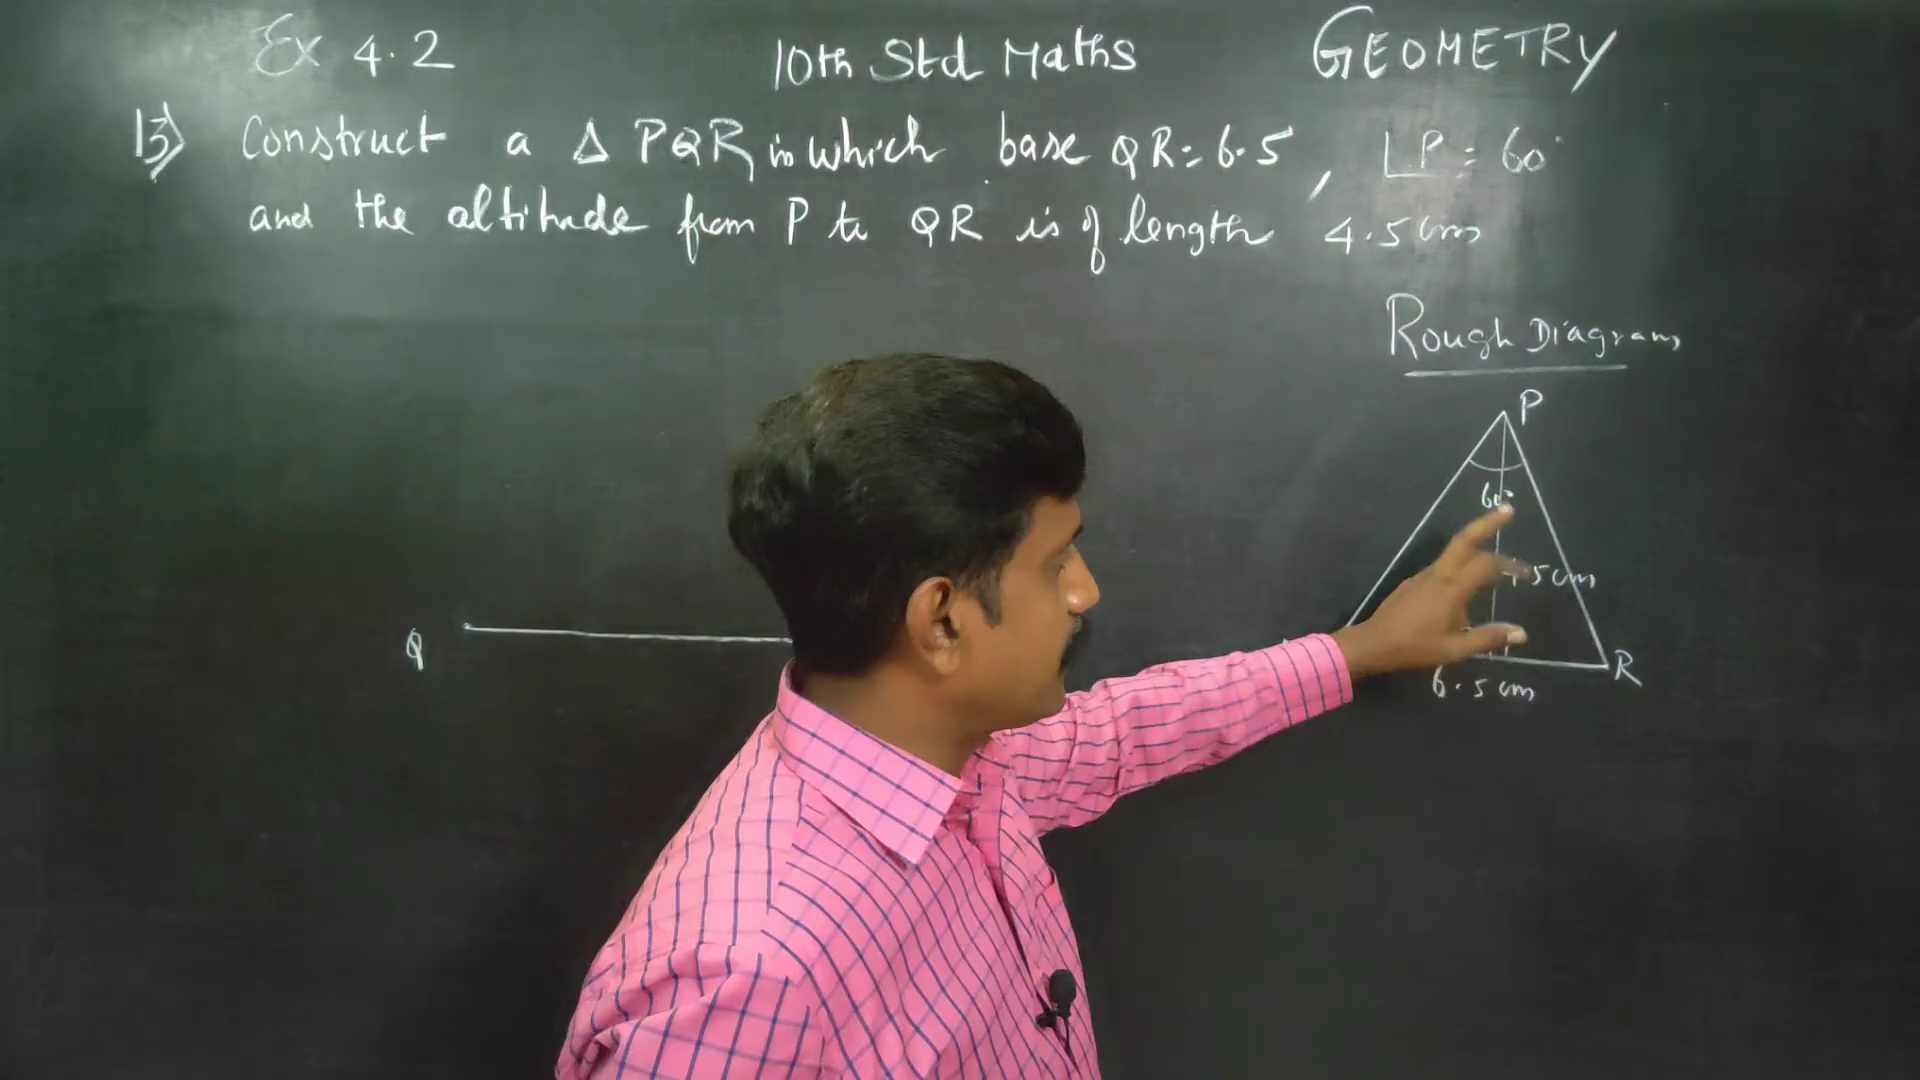 Ex 4.2 10th Std Maths GEOMETRY
13) Construct a Δ PQR in which base QR = 6.5, ∟P = 60°
and the altitude from P to QR is of length 4.5 cm
Rough Diagram
P
60°
.5 cm
Q
R
6.5 cm